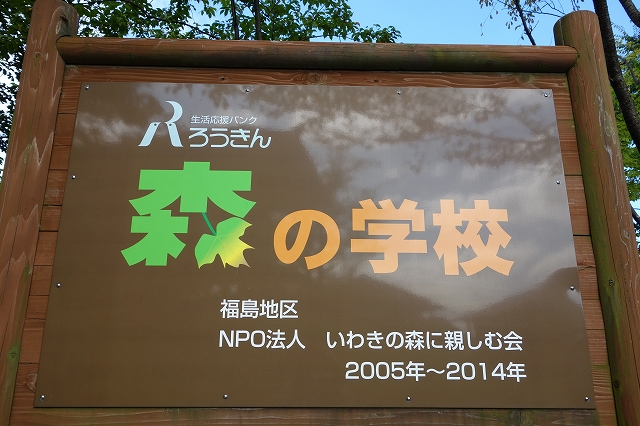 生活応援バンク
ろうきん
森の学校
福島地区
NPO法人　いわきの森に親しむ会
2005年～2014年